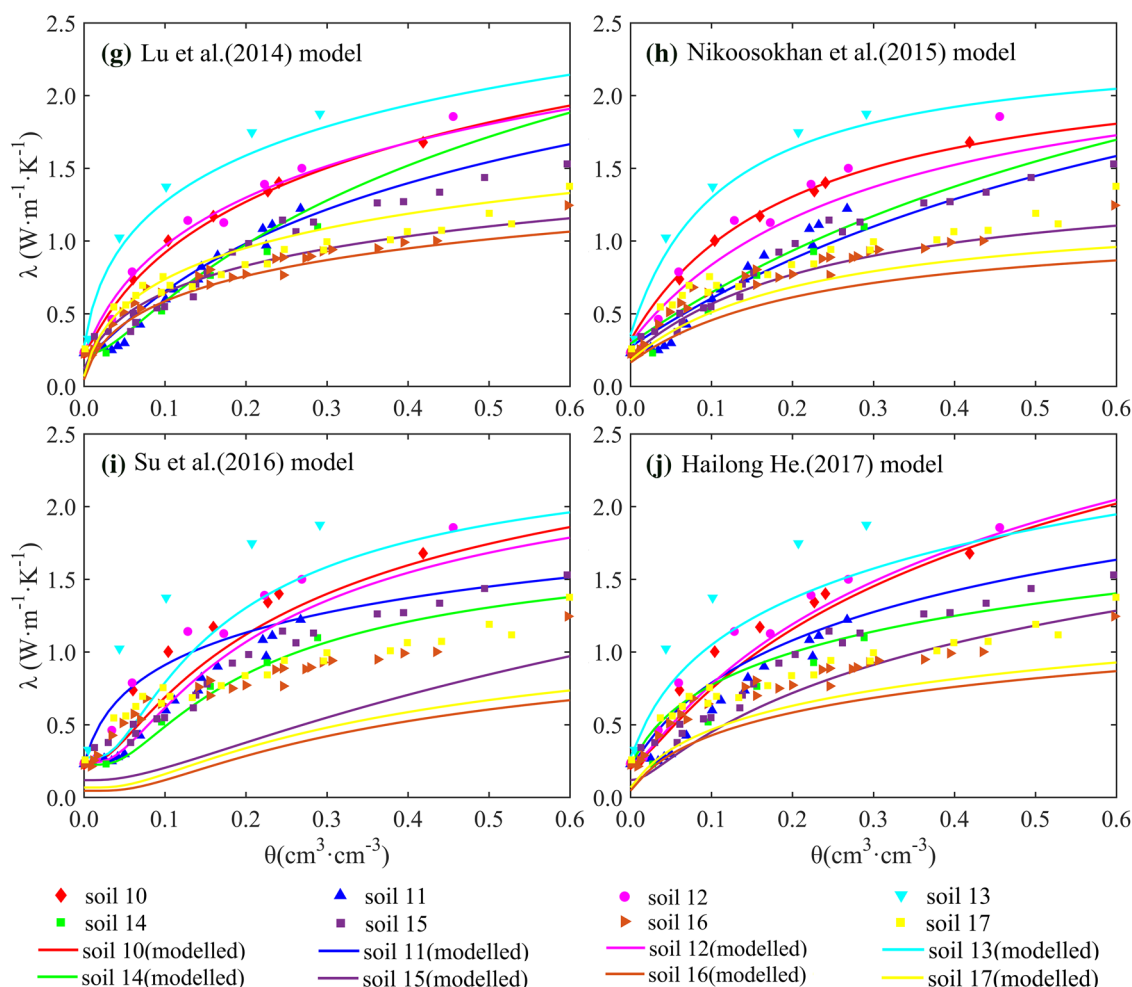 (g) Lu et al.(2014) model
2.5
2.0
1.5
1.0
0.5
0.0
λ (W·m⁻¹·K⁻¹)
0.0 0.1 0.2 0.3 0.4 0.5 0.6
(h) Nikoosokhan et al.(2015) model
2.5
2.0
1.5
1.0
0.5
0.0
0.0 0.1 0.2 0.3 0.4 0.5 0.6
(i) Su et al.(2016) model
2.5
2.0
1.5
1.0
0.5
0.0
λ (W·m⁻¹·K⁻¹)
0.0 0.1 0.2 0.3 0.4 0.5 0.6
θ(cm³·cm⁻³)
(j) Hailong He.(2017) model
2.5
2.0
1.5
1.0
0.5
0.0
0.0 0.1 0.2 0.3 0.4 0.5 0.6
θ(cm³·cm⁻³)
soil 10 soil 11 soil 12 soil 13
soil 14 soil 15 soil 16 soil 17
soil 10(modelled) soil 11(modelled) soil 12(modelled) soil 13(modelled)
soil 14(modelled) soil 15(modelled) soil 16(modelled) soil 17(modelled)